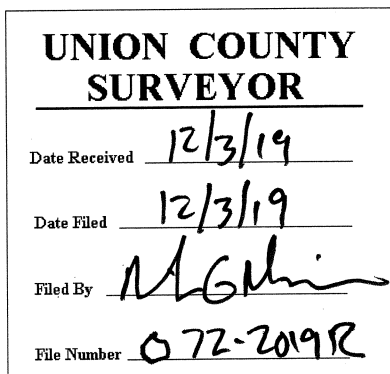 UNION COUNTY
SURVEYOR
Date Received 12/3/19
Date Filed 12/3/19
Filed By
File Number 072-2019R